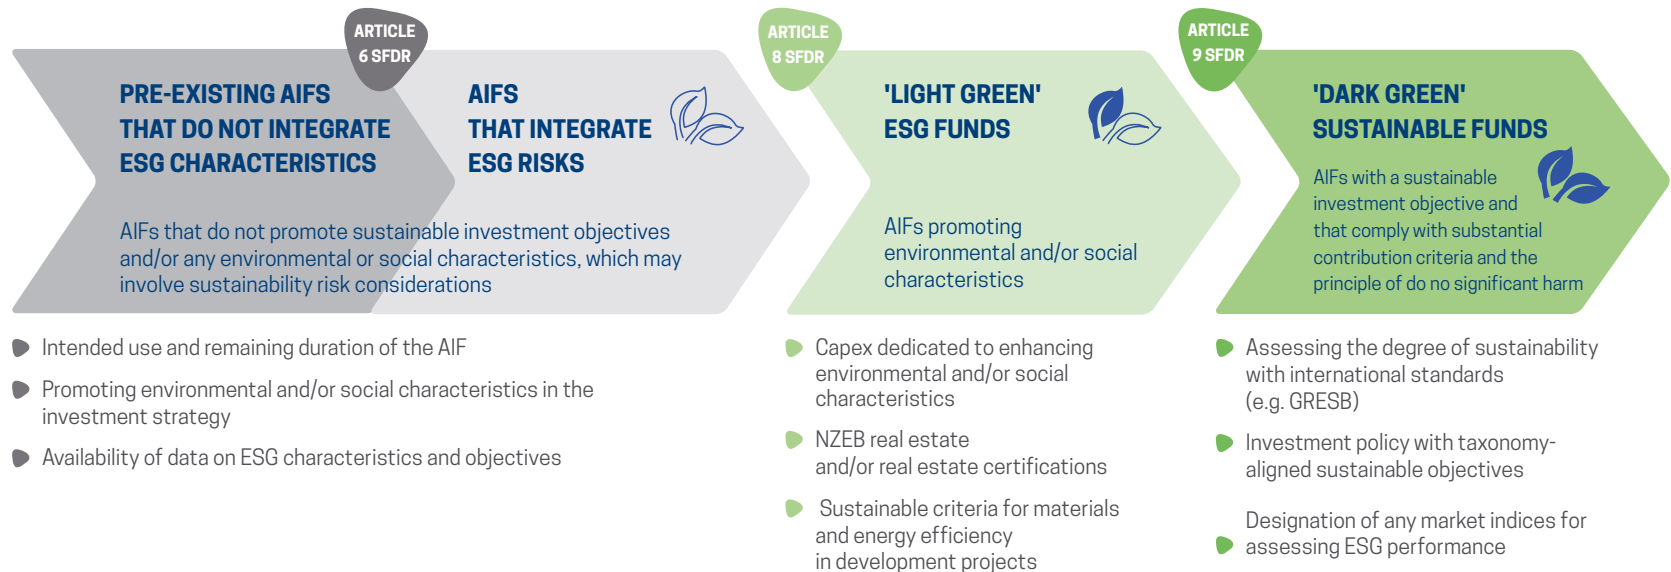 ARTICLE
6 SFDR
PRE-EXISTING AIFS
THAT DO NOT INTEGRATE
ESG CHARACTERISTICS
AIFS
THAT INTEGRATE
ESG RISKS
AIFs that do not promote sustainable investment objectives
and/or any environmental or social characteristics, which may
involve sustainability risk considerations
Intended use and remaining duration of the AIF
Promoting environmental and/or social characteristics in the
investment strategy
Availability of data on ESG characteristics and objectives
ARTICLE
8 SFDR
'LIGHT GREEN'
ESG FUNDS
AIFs promoting
environmental and/or social
characteristics
Capex dedicated to enhancing
environmental and/or social
characteristics
NZEB real estate
and/or real estate certifications
Sustainable criteria for materials
and energy efficiency
in development projects
ARTICLE
9 SFDR
'DARK GREEN'
SUSTAINABLE FUNDS
AIFs with a sustainable
investment objective and
that comply with substantial
contribution criteria and the
principle of do no significant harm
Assessing the degree of sustainability
with international standards
(e.g. GRESB)
Investment policy with taxonomy-
aligned sustainable objectives
Designation of any market indices for
assessing ESG performance